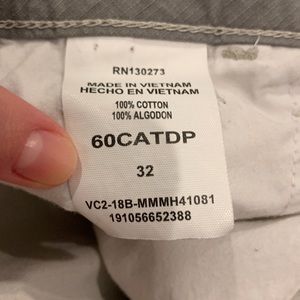 RN130273
MADE IN VIETNAM
HECHO EN VIETNAM
100% COTTON
100% ALGODON
60CATDP
32
VC2-18B-MMMH41081
191056652388